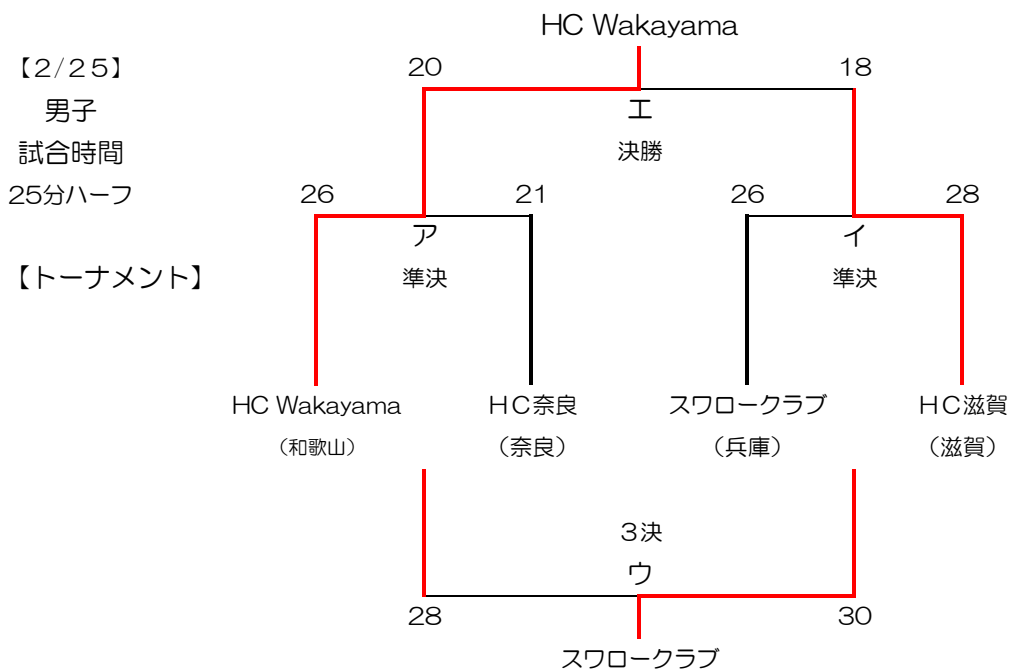 HC Wakayama
【2/25】
20
18
男子
エ
試合時間
決勝
25分ハーフ
26
21
26
28
ア
イ
【トーナメント】
準決
準決
HC Wakayama
HC奈良
スワロークラブ
HC滋賀
（和歌山）
（奈良）
（兵庫）
（滋賀）
3決
ウ
28
30
スワロークラブ